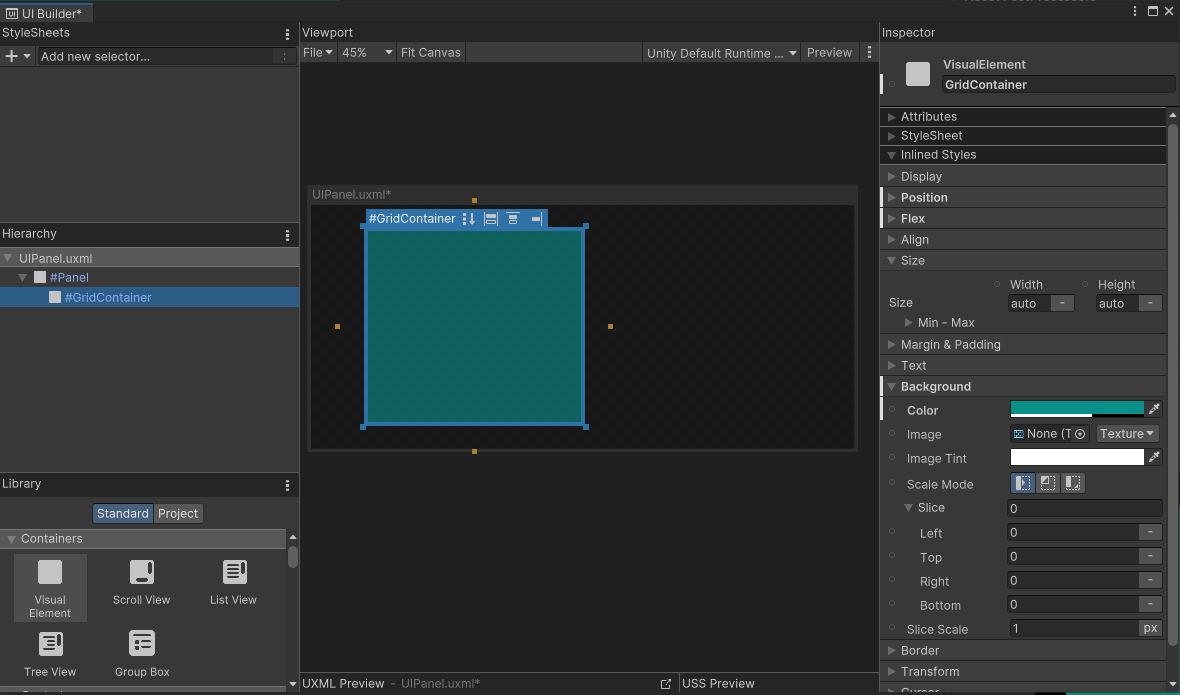 UI Builder*
StyleSheets
Add new selector...
Hierarchy
UIPanel.uxml
#Panel
#GridContainer
Library
Standard
Project
Containers
Visual
Element
Scroll View
List View
Tree View
Group Box
Viewport
File
45%
Fit Canvas
Unity Default Runtime ...
Preview
UIPanel.uxml*
#GridContainer
UXML Preview - UIPanel.uxml*
USS Preview
Inspector
VisualElement
GridContainer
Attributes
StyleSheet
Inlined Styles
Display
Position
Flex
Align
Size
Width
Height
Size
auto
-
auto
-
Min - Max
Margin & Padding
Text
Background
Color
Image
None (T
Texture
Image Tint
Scale Mode
Slice
0
Left
0
-
Top
0
-
Right
0
-
Bottom
0
-
Slice Scale
1
px
Border
Transform